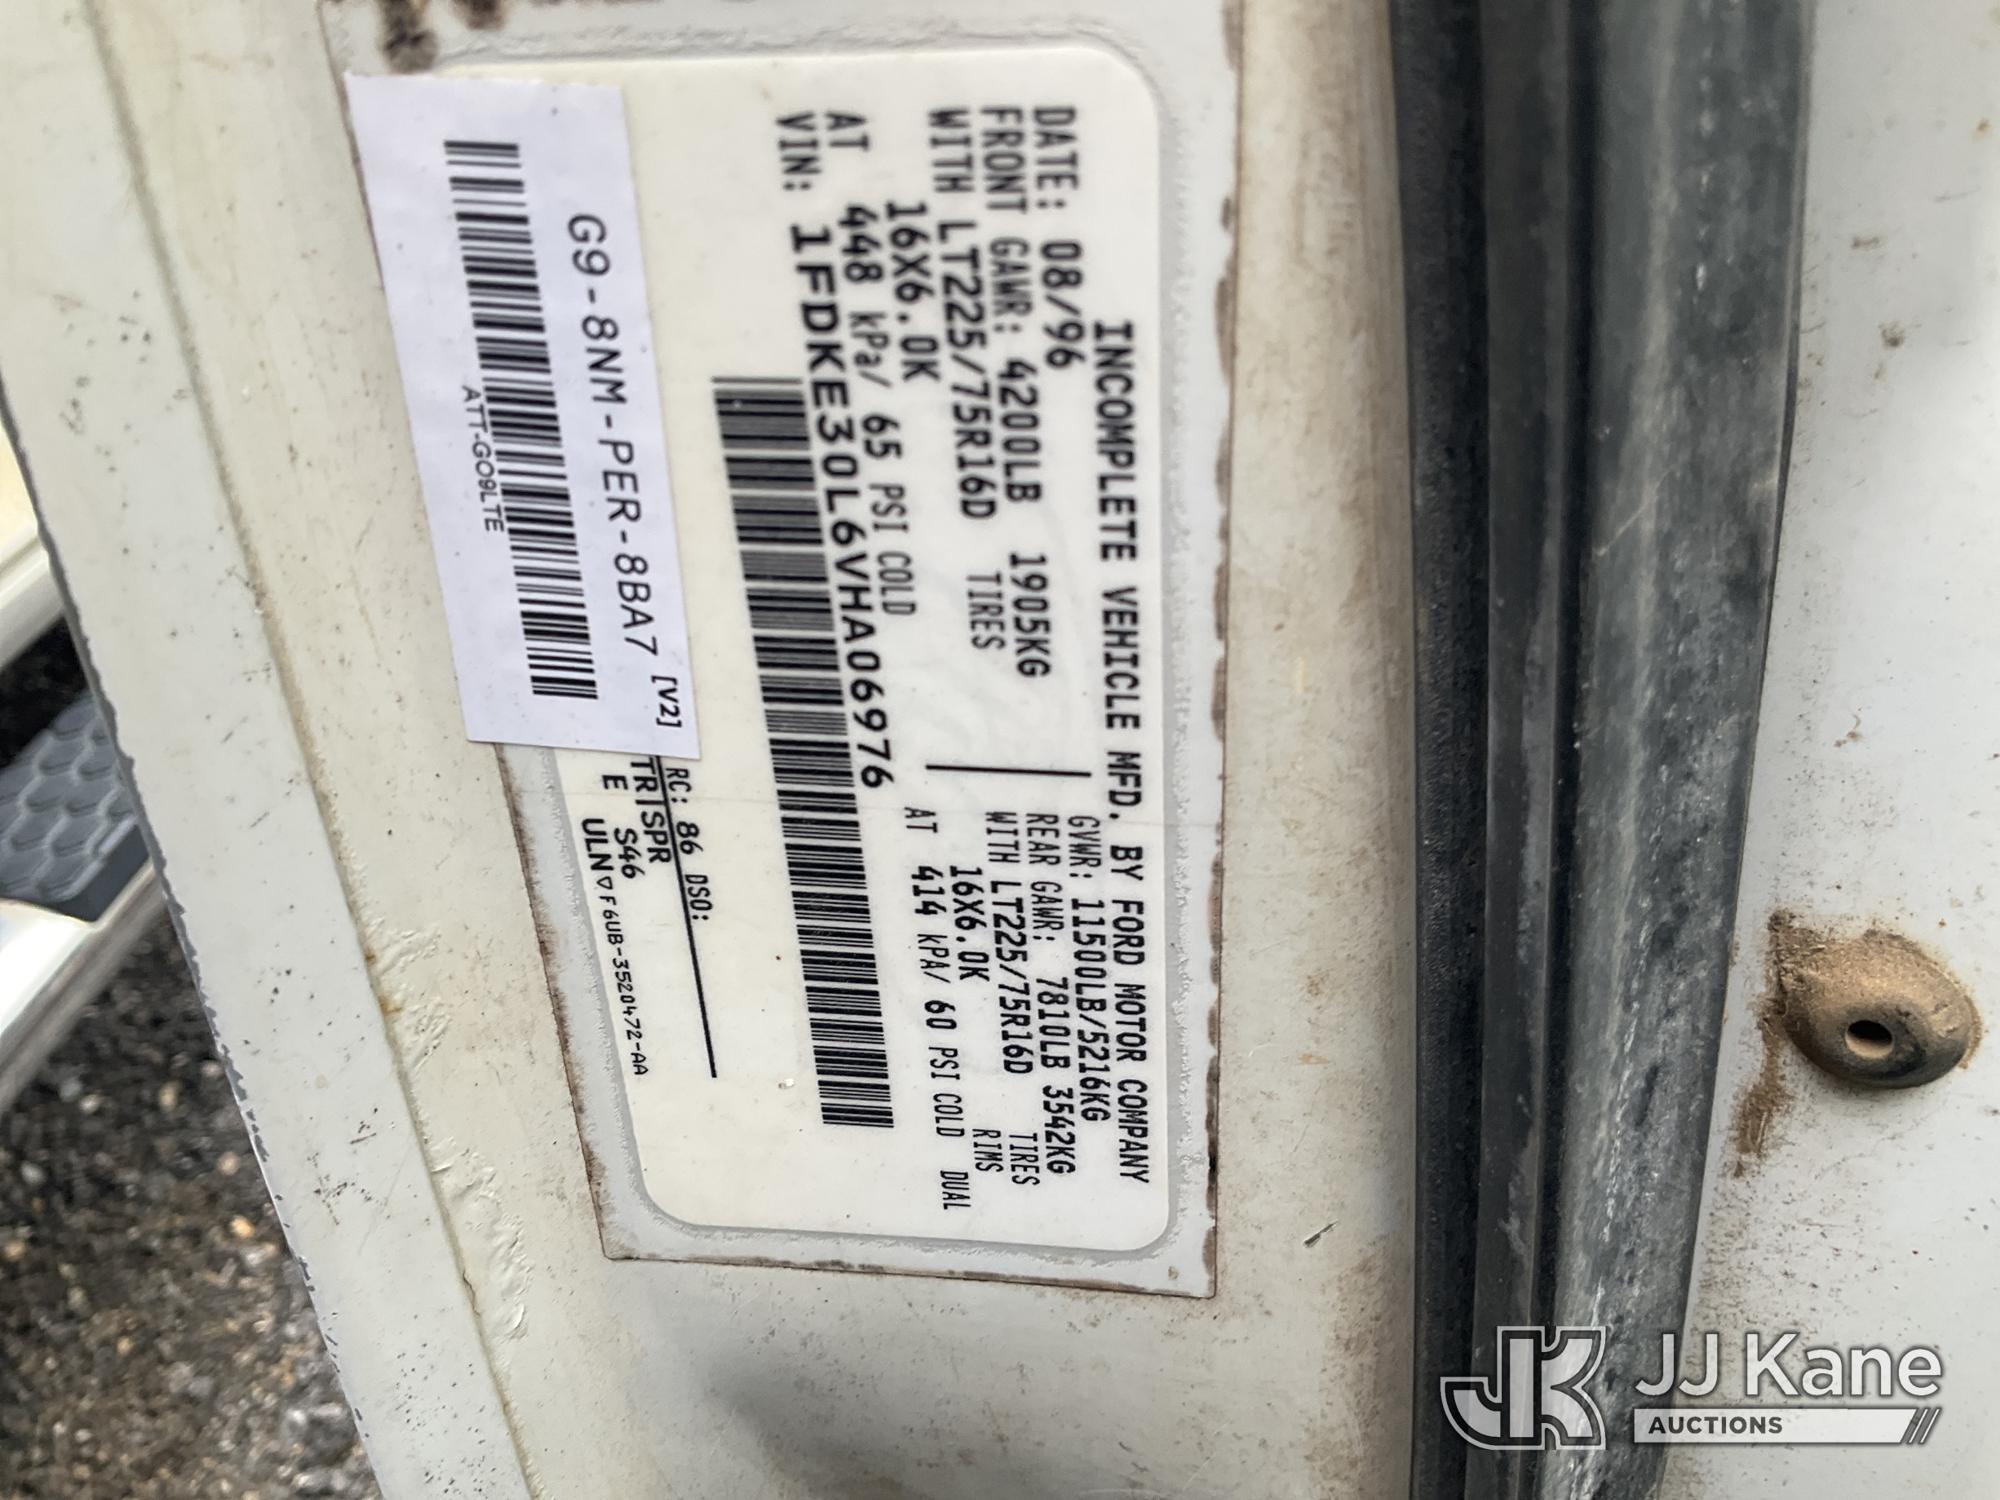 INCOMPLETE VEHICLE MFD. BY FORD MOTOR COMPANY
DATE: 08/96 GVWR: 11500LB/5216KG
FRONT GAWR: 4200LB 1905KG REAR GAWR: 7810LB 3542KG
WITH LT225/75R16D TIRES WITH LT225/75R16D TIRES
16X6.0K 16X6.0K RIMS
AT 448 kPa/ 65 PSI COLD AT 414 kPA/ 60 PSI COLD DUAL
VIN: 1FDKE30L6VHA06976
RC: 86 DSO:
TRISPR
E S46
ULN F6UB-3520472-AA
G9-8NM-PER-8BA7 [V2]
ATT-GO9LTE
JK JJ Kane
AUCTIONS